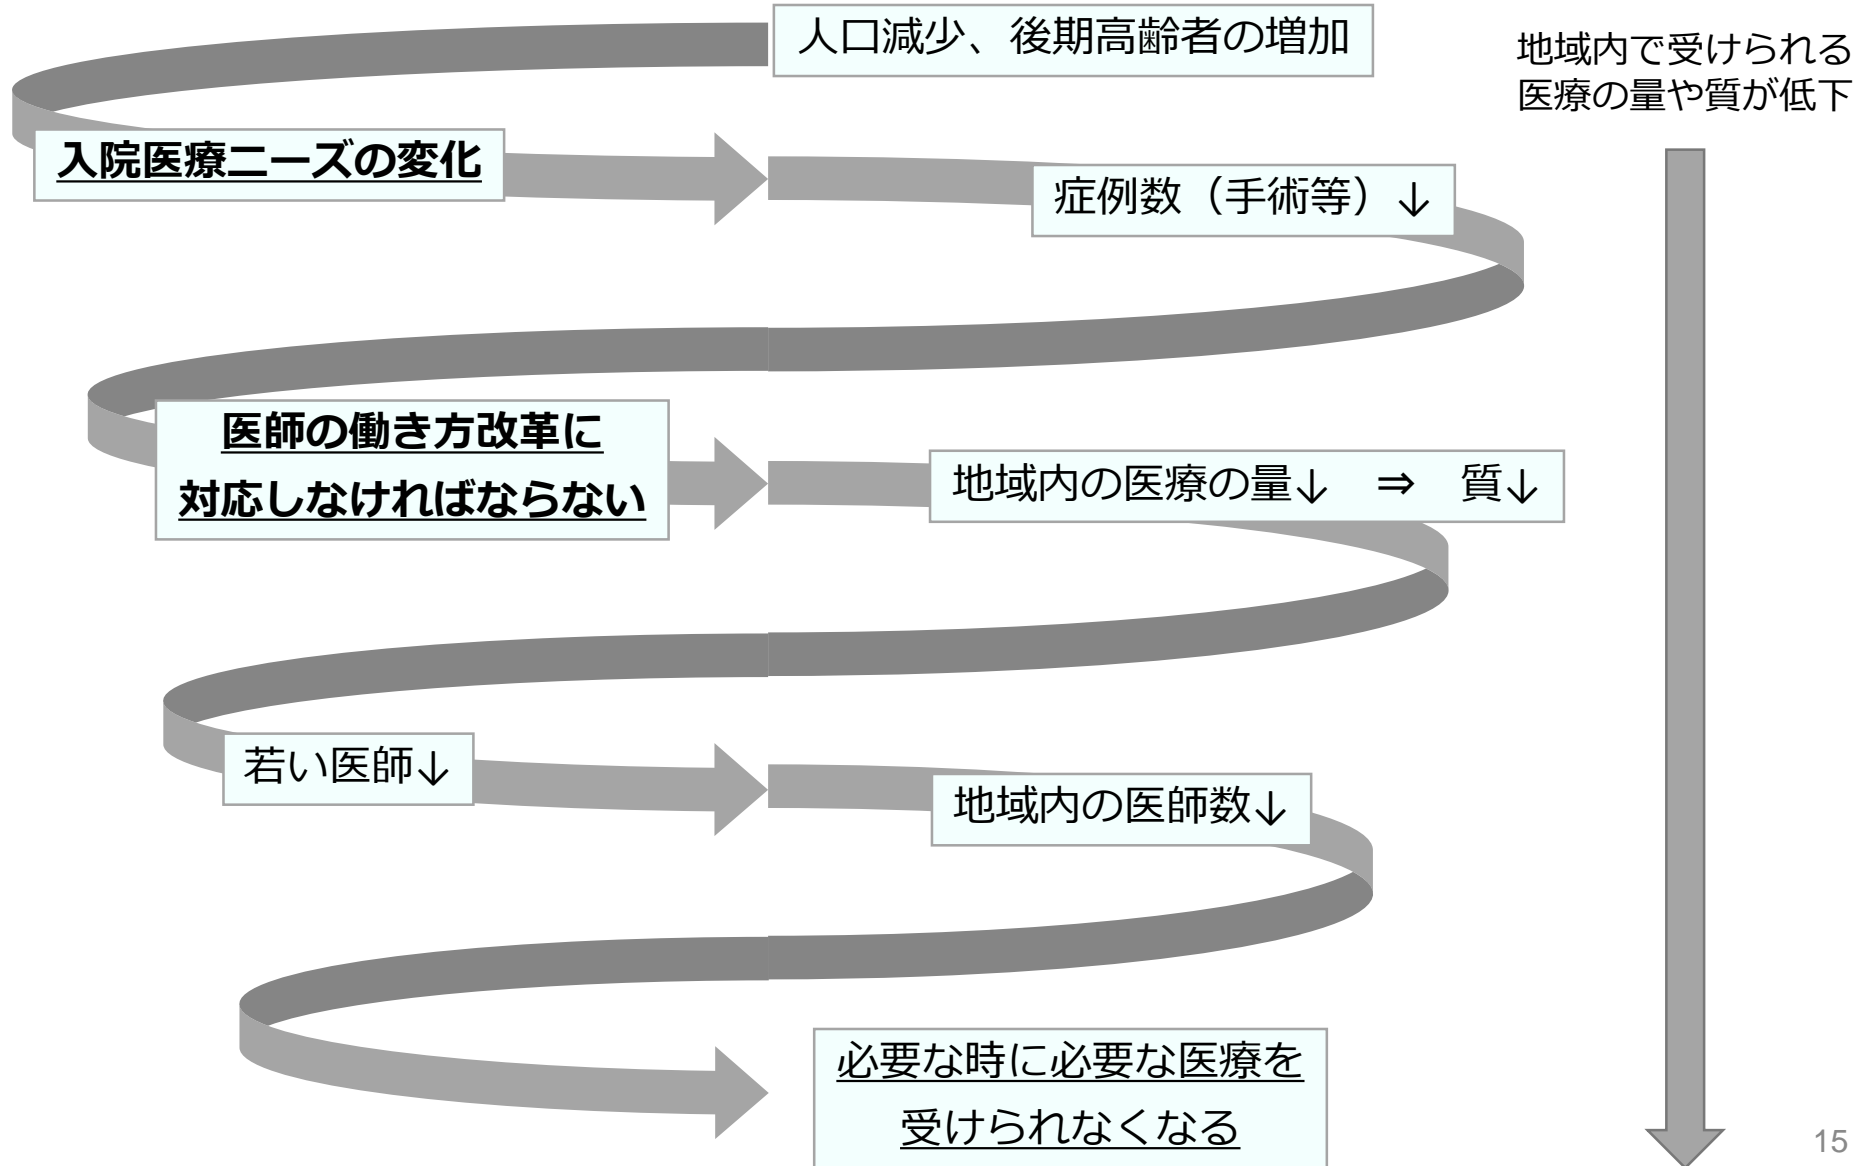 人口減少、後期高齢者の増加
地域内で受けられる
医療の量や質が低下
入院医療ニーズの変化
症例数（手術等）↓
医師の働き方改革に
対応しなければならない
地域内の医療の量↓　⇒　質↓
若い医師↓
地域内の医師数↓
必要な時に必要な医療を
受けられなくなる
15